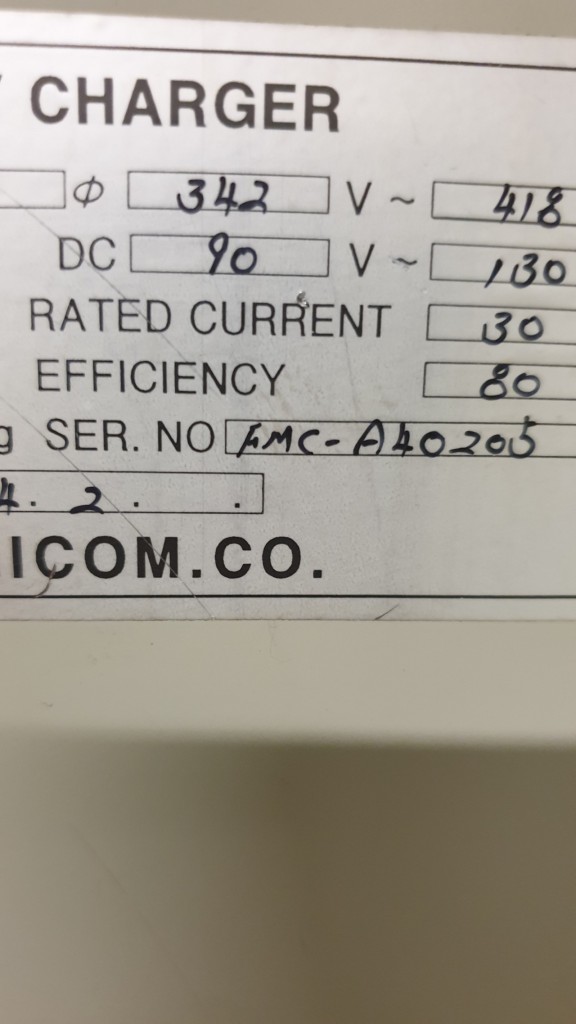 CHARGER
Φ 342 V ~ 418
DC 90 V ~ 130
RATED CURRENT 30
EFFICIENCY 80
g SER. NO FMC-A40205
4. 2. .
ICOM.CO.